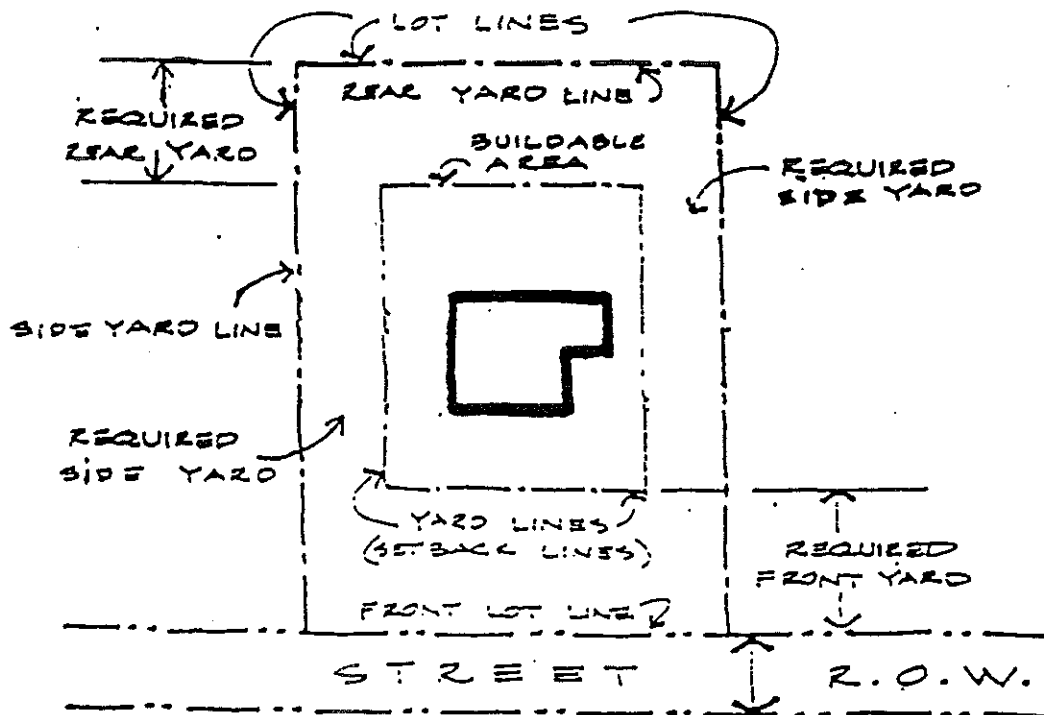 LOT LINES
REAR YARD LINE
REQUIRED
REAR YARD
BUILDABLE
AREA
REQUIRED
SIDE YARD
SIDE YARD LINE
REQUIRED
SIDE YARD
YARD LINES
(SETBACK LINES)
REQUIRED
FRONT YARD
FRONT LOT LINE
STREET R.O.W.